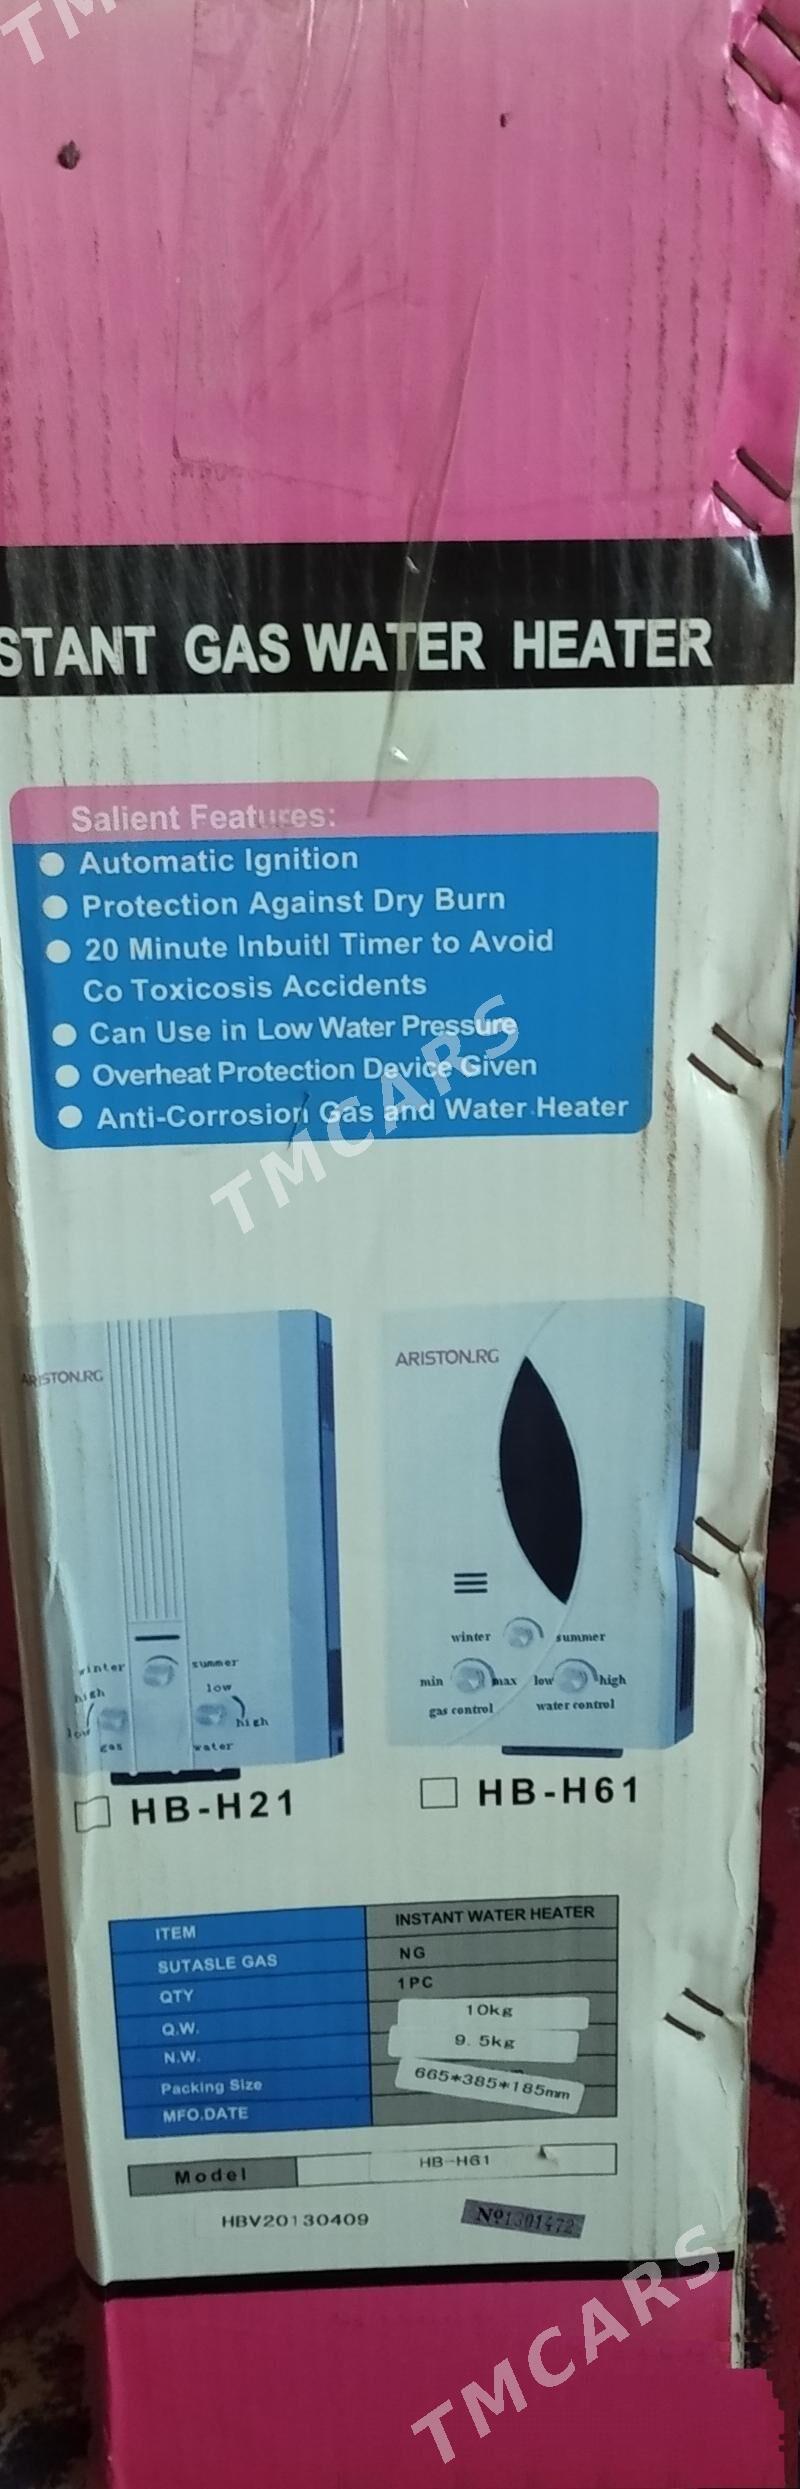 STANT GAS WATER HEATER
Salient Features:
Automatic Ignition
Protection Against Dry Burn
20 Minute Inbuitl Timer to Avoid
Co Toxicosis Accidents
Can Use in Low Water Pressure
Overheat Protection Device Given
Anti-Corrosion Gas and Water Heater
TMCARS
ARISTON.RG
winter summer
high low
low high
gas water
HB-H21
ARISTON.RG
winter summer
min max low high
gas control water control
HB-H61
ITEM INSTANT WATER HEATER
SUTASLE GAS NG
QTY 1PC
Q.W. 10kg
N.W. 9.5kg
Packing Size 665*385*185mm
MFO.DATE
Model HB-H61
HBV20130409 Nº1301472
TMCARS